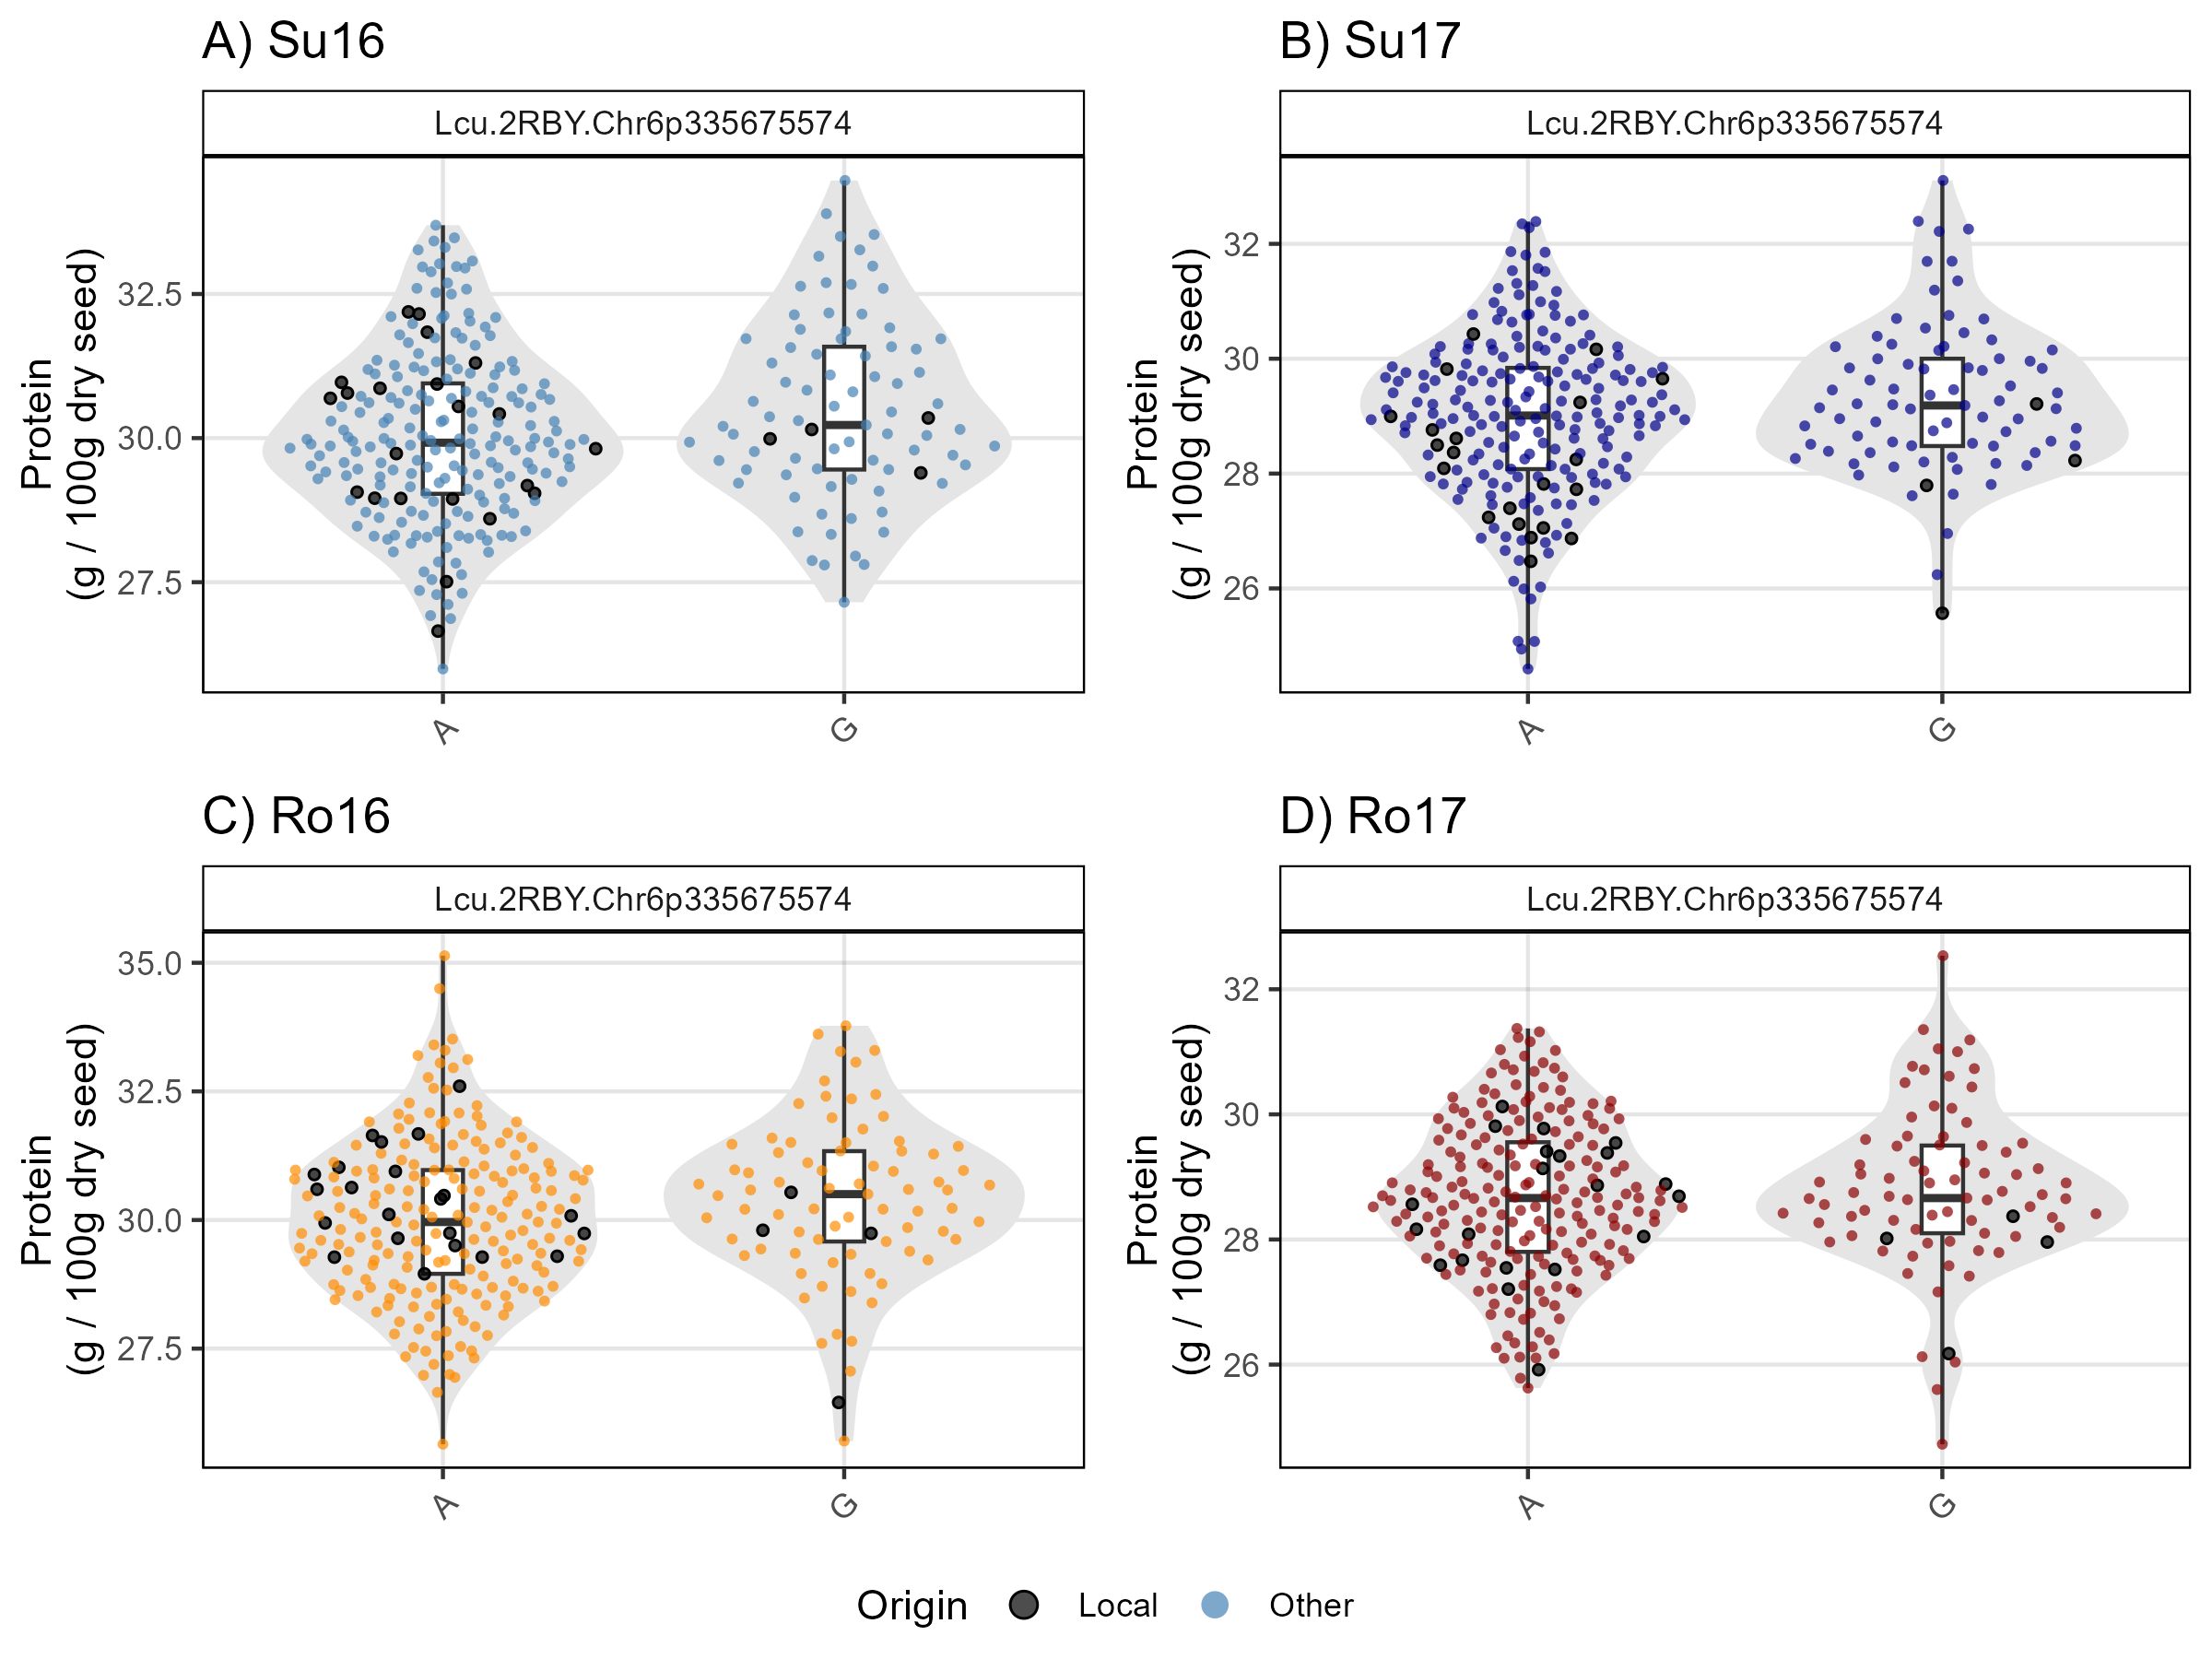 A) Su16
Lcu.2RBY.Chr6p335675574
Protein
(g / 100g dry seed)
32.5
30.0
27.5
A
G
B) Su17
Lcu.2RBY.Chr6p335675574
Protein
(g / 100g dry seed)
32
30
28
26
A
G
C) Ro16
Lcu.2RBY.Chr6p335675574
Protein
(g / 100g dry seed)
35.0
32.5
30.0
27.5
A
G
D) Ro17
Lcu.2RBY.Chr6p335675574
Protein
(g / 100g dry seed)
32
30
28
26
A
G
Origin Local Other